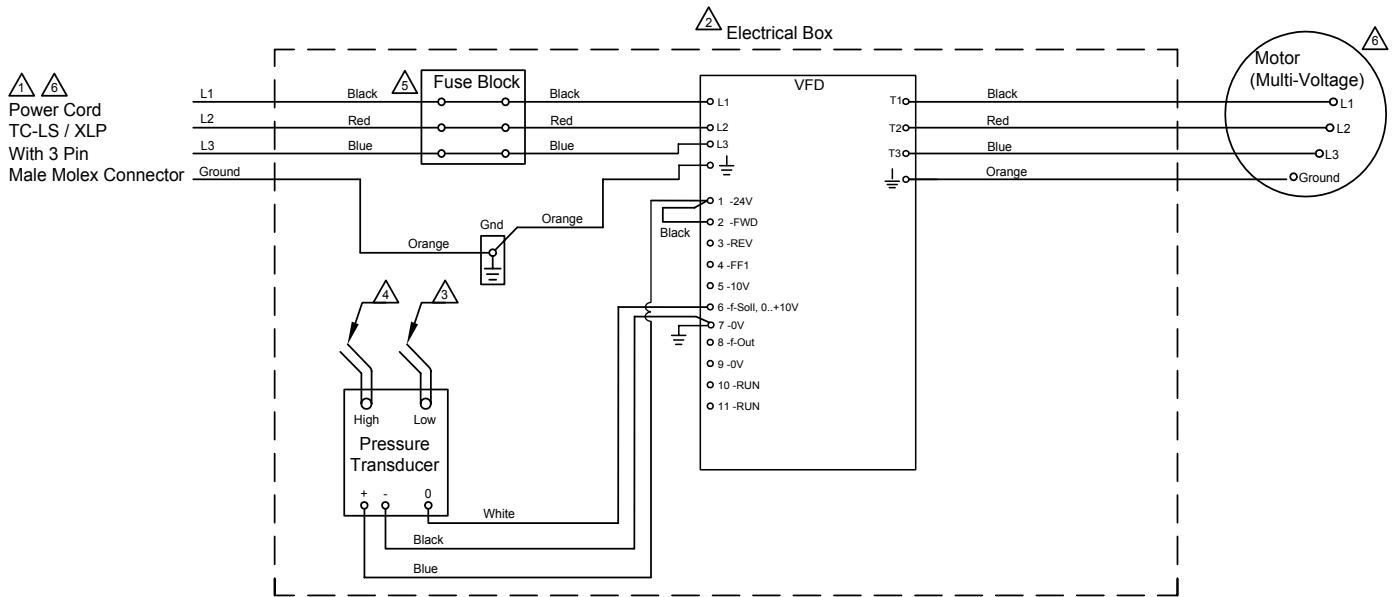 2
Electrical Box
1 6
Power Cord
TC-LS / XLP
With 3 Pin
Male Molex Connector
L1
L2
L3
Ground
Black
Red
Blue
5
Fuse Block
Black
Red
Blue
Orange
Gnd
Orange
VFD
L1
L2
L3
1 -24V
2 -FWD
3 -REV
4 -FF1
5 -10V
6 -f-Soll, 0..+10V
7 -0V
8 -f-Out
9 -0V
10 -RUN
11 -RUN
Black
T1
T2
T3
Black
Red
Blue
Orange
6
Motor
(Multi-Voltage)
L1
L2
L3
Ground
4
3
High
Low
Pressure
Transducer
+ - 0
White
Black
Blue